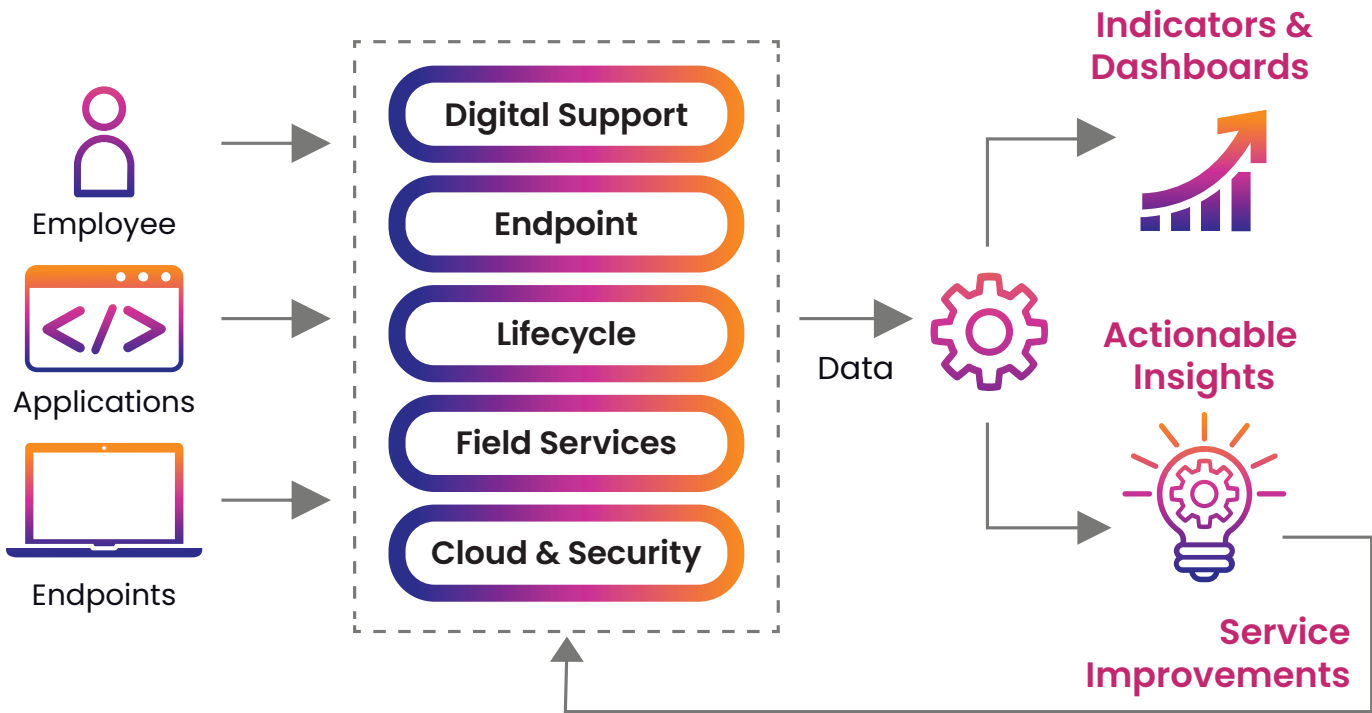 Employee
Applications
Endpoints
Digital Support
Endpoint
Lifecycle
Field Services
Cloud & Security
Data
Indicators &
Dashboards
Actionable
Insights
Service
Improvements